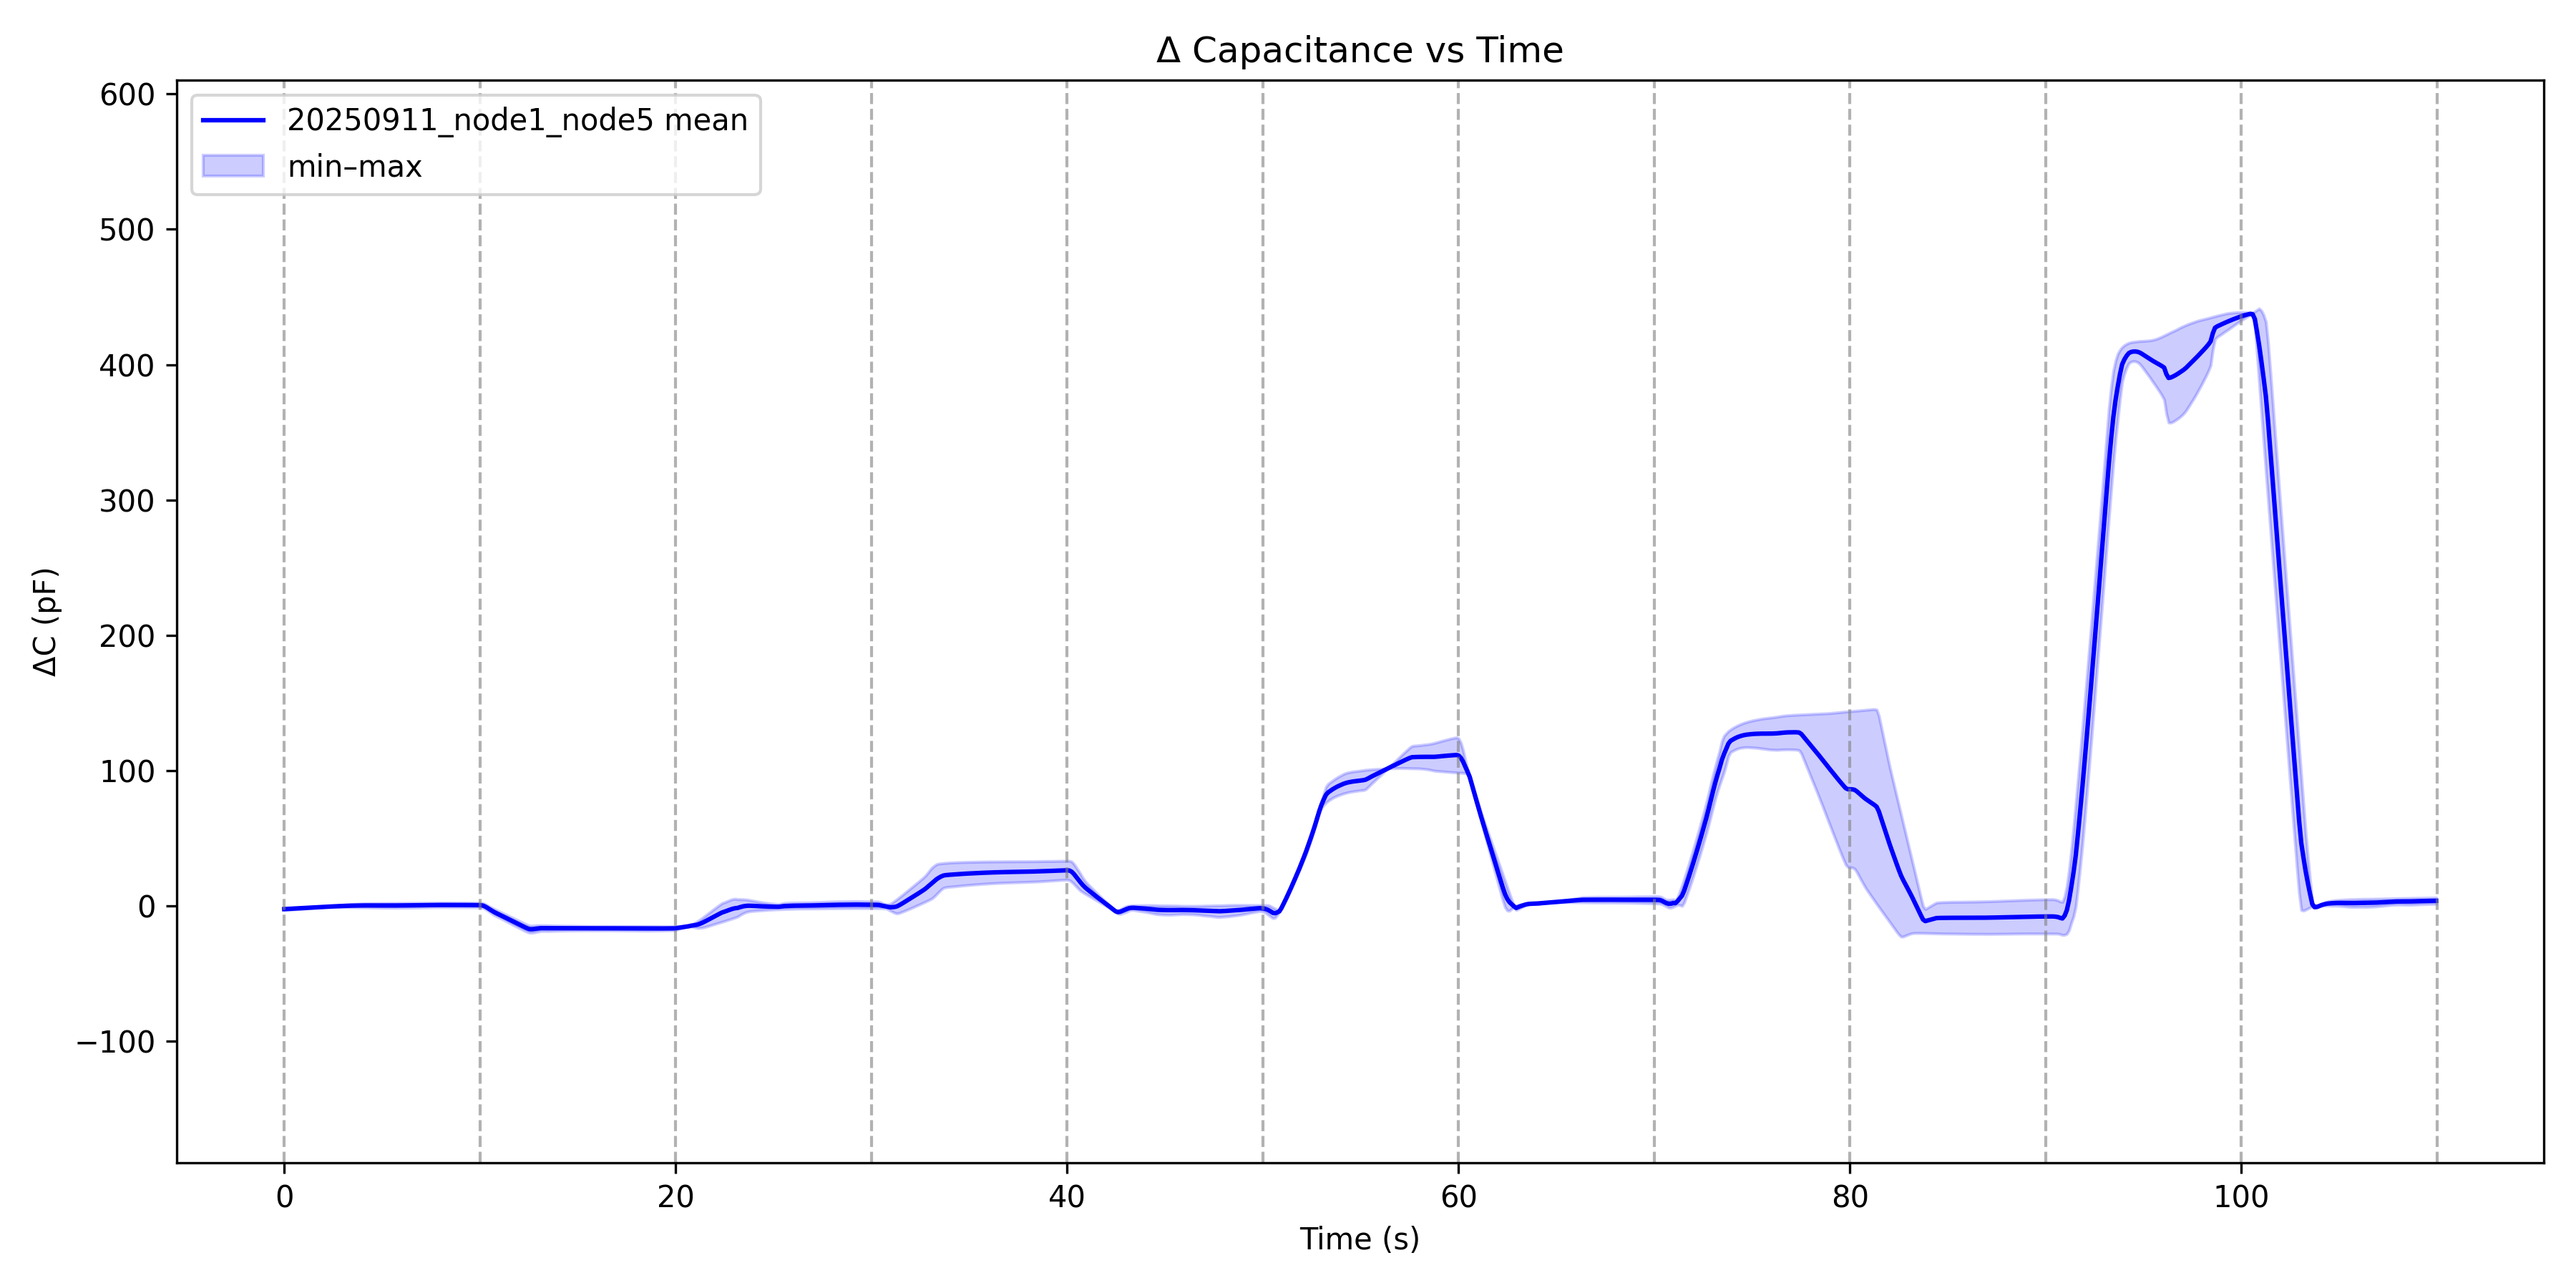 Δ Capacitance vs Time
600
500
400
300
200
100
0
−100
ΔC (pF)
20250911_node1_node5 mean
min–max
0 20 40 60 80 100
Time (s)